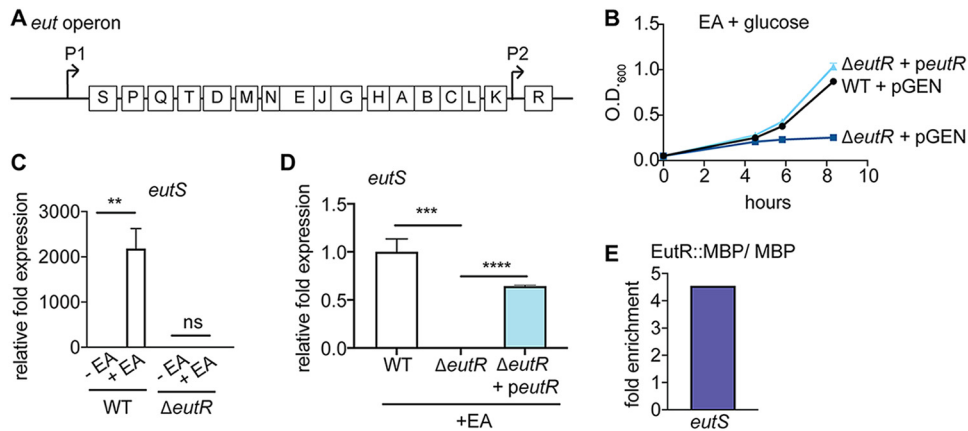 A eut operon
P1 P2
S P Q T D M N E J G H A B C L K R
B EA + glucose
O.D.600
1.5
1.0
0.5
0.0
0 2 4 6 8 10
hours
ΔeutR + peutR
WT + pGEN
ΔeutR + pGEN
C
eutS
relative fold expression
**
3000
2000
1000
0
ns
- EA + EA - EA + EA
WT ΔeutR
D
eutS
relative fold expression
***
****
1.5
1.0
0.5
0.0
WT ΔeutR ΔeutR
+ peutR
+EA
E EutR::MBP/ MBP
fold enrichment
5
4
3
2
1
0
eutS